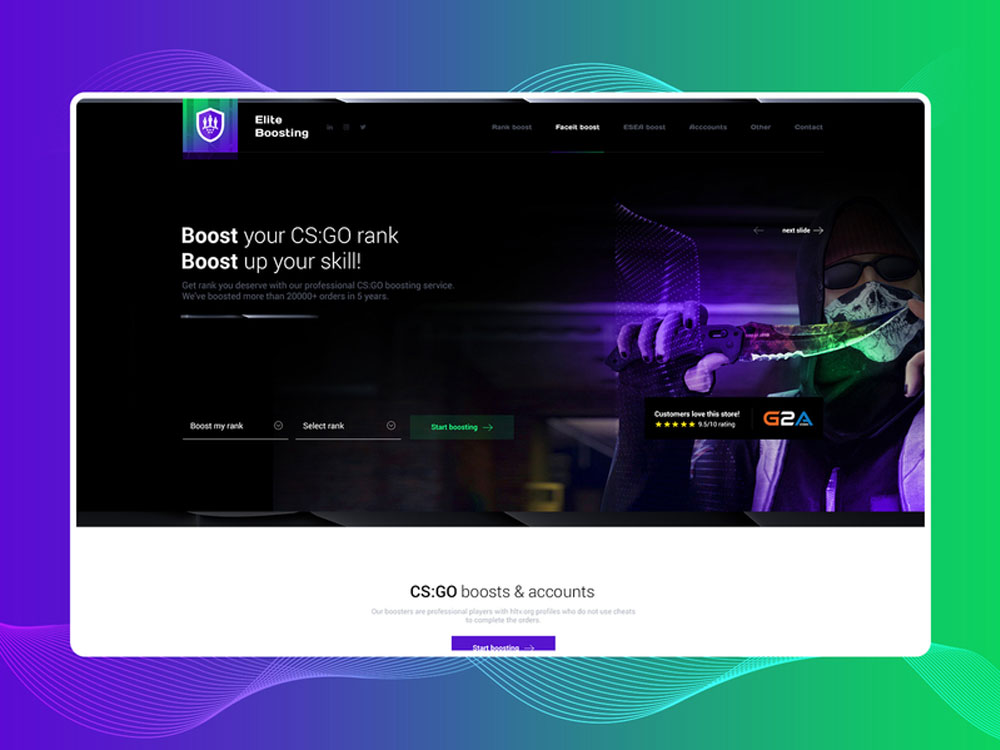 Elite
Boosting
Rank boost
Faceit boost
ESEA boost
Acccounts
Other
Contact
Boost your CS:GO rank
Boost up your skill!
next slide
Get rank you deserve with our professional CS:GO boosting service.
We've boosted more than 20000+ orders in 5 years.
Customers love this store!
9.5/10 rating
G2A
Boost my rank
Select rank
Start boosting
CS:GO boosts & accounts
Our boosters are professional players with hltv.org profiles who do not use cheats
to complete the orders.
Start boosting